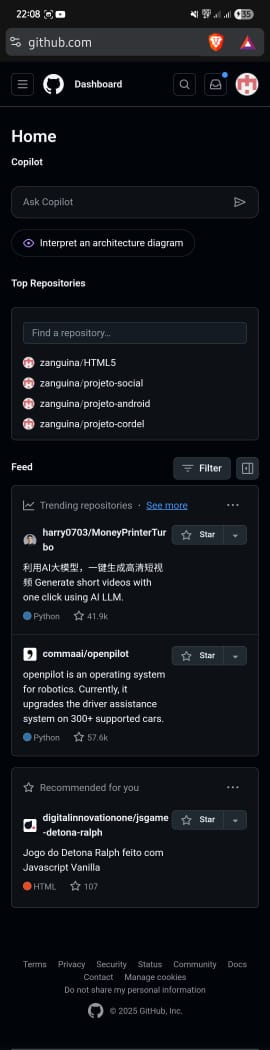 22:08
35
github.com
Dashboard
Home
Copilot
Ask Copilot
Interpret an architecture diagram
Top Repositories
Find a repository...
zanguina/HTML5
zanguina/projeto-social
zanguina/projeto-android
zanguina/projeto-cordel
Feed
Filter
Trending repositories · See more
harry0703/MoneyPrinterTur
bo
Star
利用AI大模型，一键生成高清短视
频 Generate short videos with
one click using AI LLM.
Python 41.9k
commaai/openpilot
Star
openpilot is an operating system
for robotics. Currently, it
upgrades the driver assistance
system on 300+ supported cars.
Python 57.6k
Recommended for you
digitalinnovationone/jsgame
-detona-ralph
Star
Jogo do Detona Ralph feito com
Javascript Vanilla
HTML 107
Terms Privacy Security Status Community Docs
Contact Manage cookies
Do not share my personal information
© 2025 GitHub, Inc.